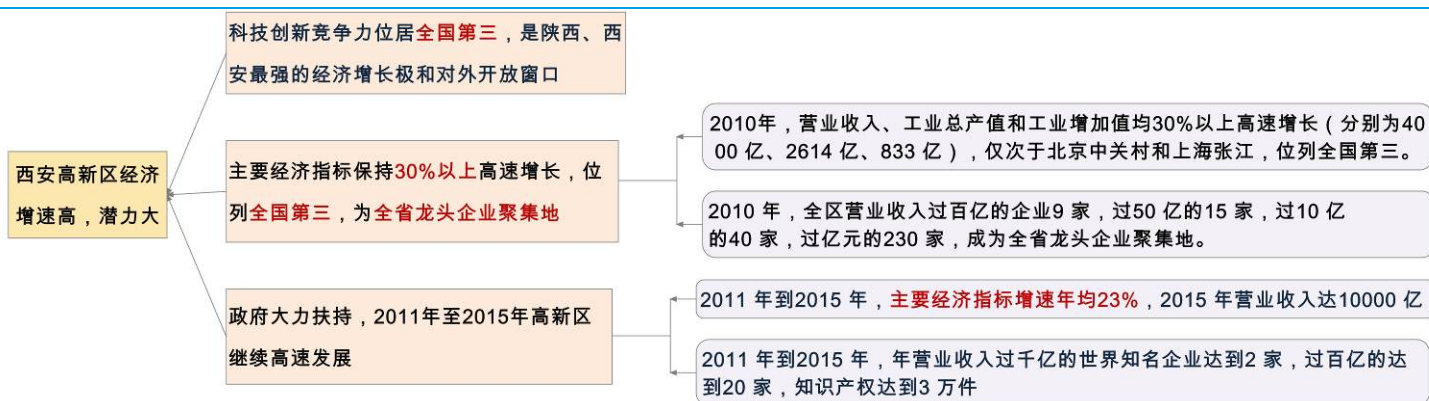 西安高新区经济
增速高，潜力大
科技创新竞争力位居全国第三，是陕西、西
安最强的经济增长极和对外开放窗口
主要经济指标保持30%以上高速增长，位
列全国第三，为全省龙头企业聚集地
2010年，营业收入、工业总产值和工业增加值均30%以上高速增长（分别为40
00 亿、2614 亿、833 亿），仅次于北京中关村和上海张江，位列全国第三。
2010 年，全区营业收入过百亿的企业9 家，过50 亿的15 家，过10 亿
的40 家，过亿元的230 家，成为全省龙头企业聚集地。
政府大力扶持，2011年至2015年高新区
继续高速发展
2011 年到2015 年，主要经济指标增速年均23%，2015 年营业收入达10000 亿
2011 年到2015 年，年营业收入过千亿的世界知名企业达到2 家，过百亿的达
到20 家，知识产权达到3 万件